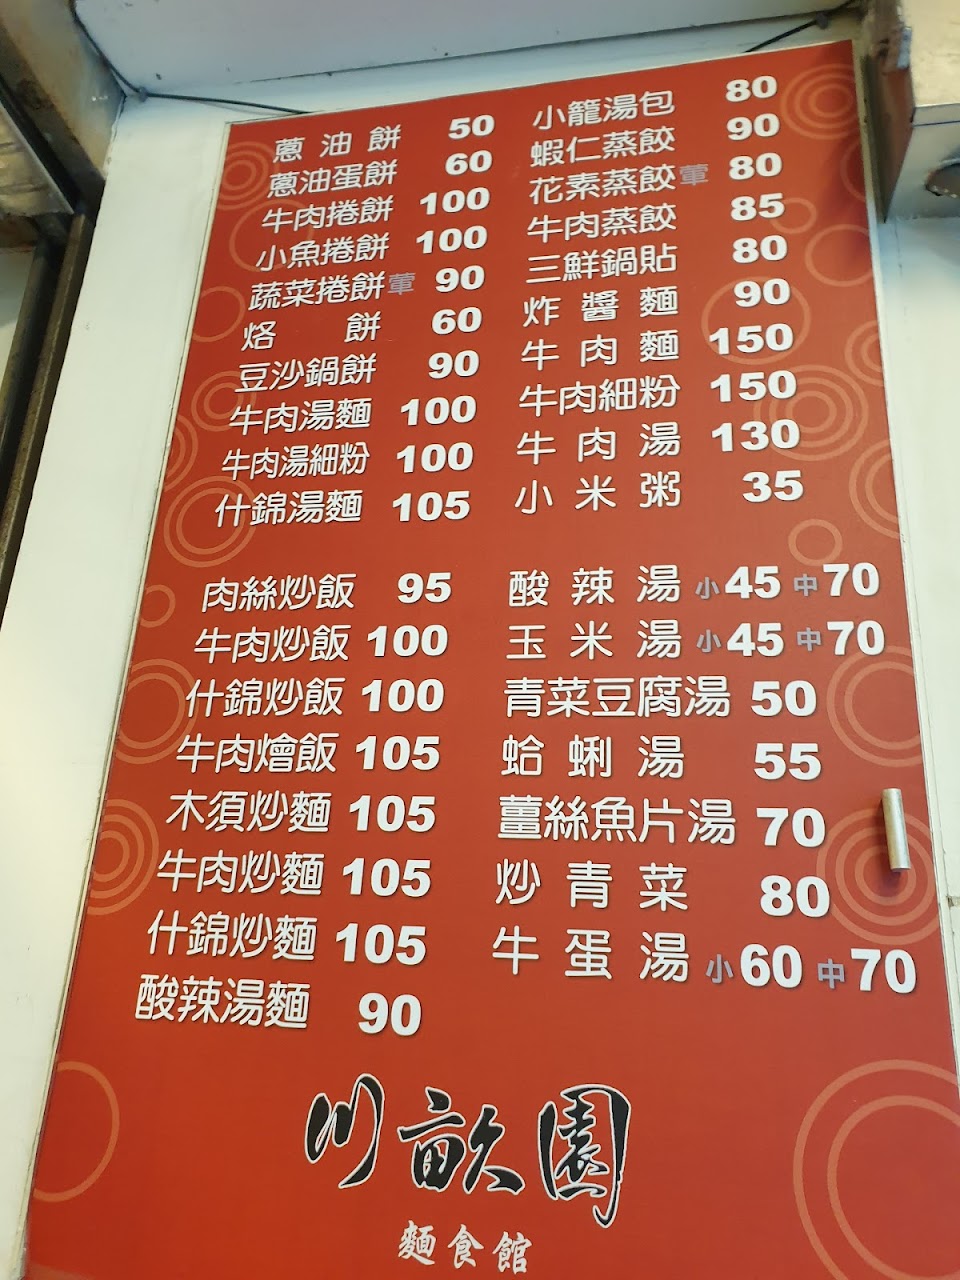 蔥油餅 50
蔥油蛋餅 60
牛肉捲餅 100
小魚捲餅 100
蔬菜捲餅葷 90
烙餅 60
豆沙鍋餅 90
牛肉湯麵 100
牛肉湯細粉 100
什錦湯麵 105
肉絲炒飯 95
牛肉炒飯 100
什錦炒飯 100
牛肉燴飯 105
木須炒麵 105
牛肉炒麵 105
什錦炒麵 105
酸辣湯麵 90
小籠湯包 80
蝦仁蒸餃 90
花素蒸餃葷 80
牛肉蒸餃 85
三鮮鍋貼 80
炸醬麵 90
牛肉麵 150
牛肉細粉 150
牛肉湯 130
小米粥 35
酸辣湯 小45 中70
玉米湯 小45 中70
青菜豆腐湯 50
蛤蜊湯 55
薑絲魚片湯 70
炒青菜 80
牛蛋湯 小60 中70
川畝園
麵食館